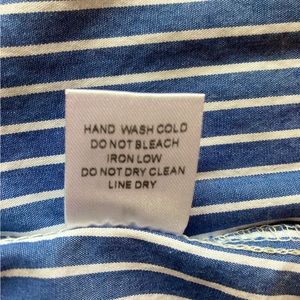 HAND WASH COLD
DO NOT BLEACH
IRON LOW
DO NOT DRY CLEAN
LINE DRY